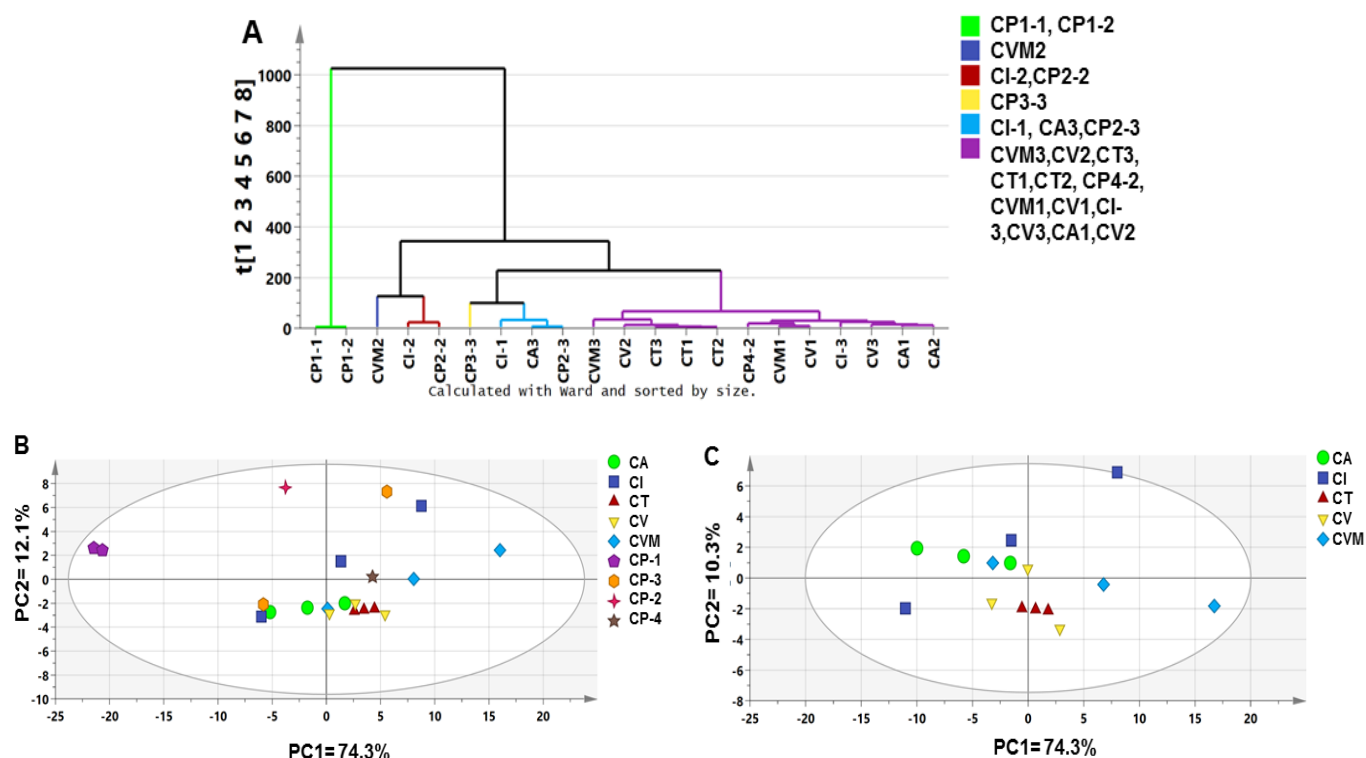 A
t[1 2 3 4 5 6 7 8]
1000
800
600
400
200
0
CP1-1
CP1-2
CVM2
CI-2
CP2-2
CP3-3
CI-1
CA3
CP2-3
CVM3
CV2
CT3
CT1
CT2
CP4-2
CVM1
CV1
CI-3
CV3
CA1
CA2
Calculated with Ward and sorted by size.
CP1-1, CP1-2
CVM2
CI-2,CP2-2
CP3-3
CI-1, CA3,CP2-3
CVM3,CV2,CT3,
CT1,CT2, CP4-2,
CVM1,CV1,CI-
3,CV3,CA1,CV2
B
PC2= 12.1%
8
6
4
2
0
-2
-4
-6
-8
-10
-25 -20 -15 -10 -5 0 5 10 15 20
PC1=74.3%
CA
CI
CT
CV
CVM
CP-1
CP-3
CP-2
CP-4
C
PC2= 10.3%
6
4
2
0
-2
-4
-6
-8
-25 -20 -15 -10 -5 0 5 10 15 20
PC1=74.3%
CA
CI
CT
CV
CVM